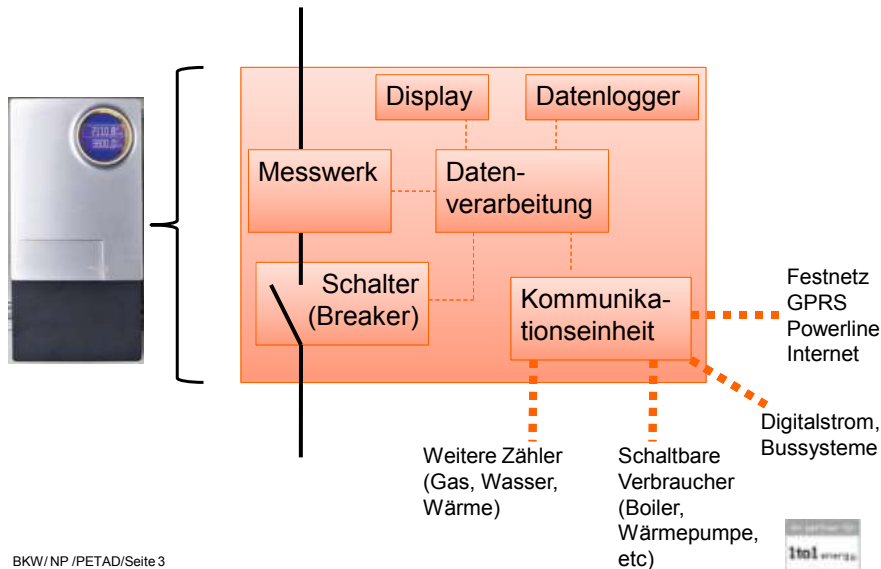 Display
Datenlogger
Messwerk
Daten-
verarbeitung
Schalter
(Breaker)
Kommunika-
tionseinheit
Festnetz
GPRS
Powerline
Internet
Digitalstrom,
Bussysteme
Weitere Zähler
(Gas, Wasser,
Wärme)
Schaltbare
Verbraucher
(Boiler,
Wärmepumpe,
etc)
BKW/ NP /PETAD/Seite 3
1to1 energy